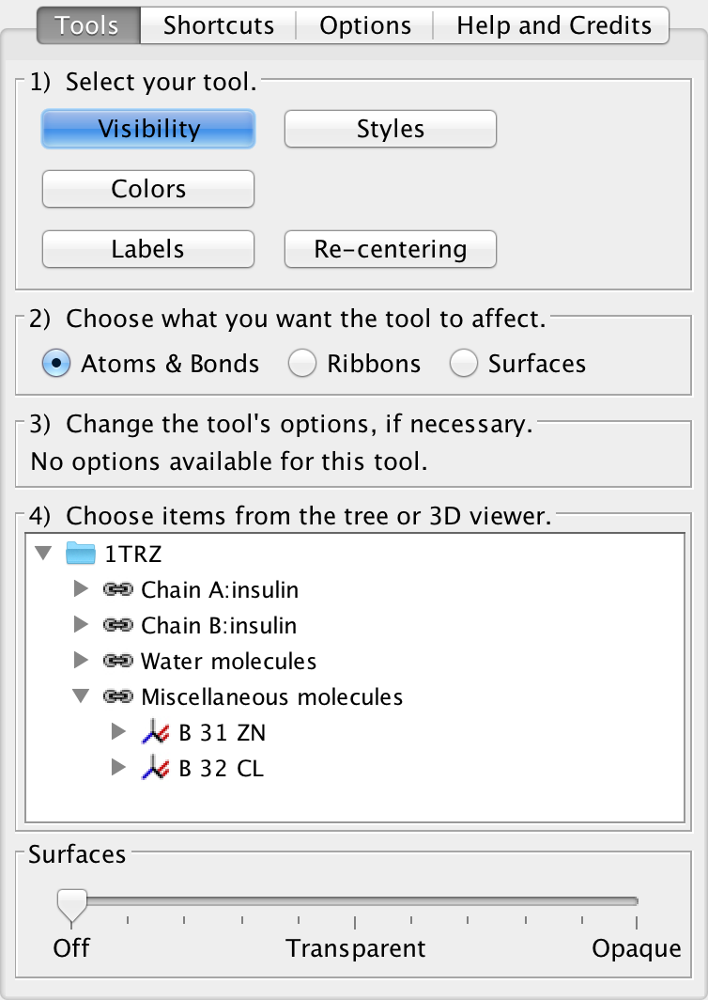 Tools Shortcuts Options Help and Credits
1) Select your tool.
Visibility Styles
Colors
Labels Re-centering
2) Choose what you want the tool to affect.
Atoms & Bonds Ribbons Surfaces
3) Change the tool's options, if necessary.
No options available for this tool.
4) Choose items from the tree or 3D viewer.
1TRZ
Chain A:insulin
Chain B:insulin
Water molecules
Miscellaneous molecules
B 31 ZN
B 32 CL
Surfaces
Off Transparent Opaque